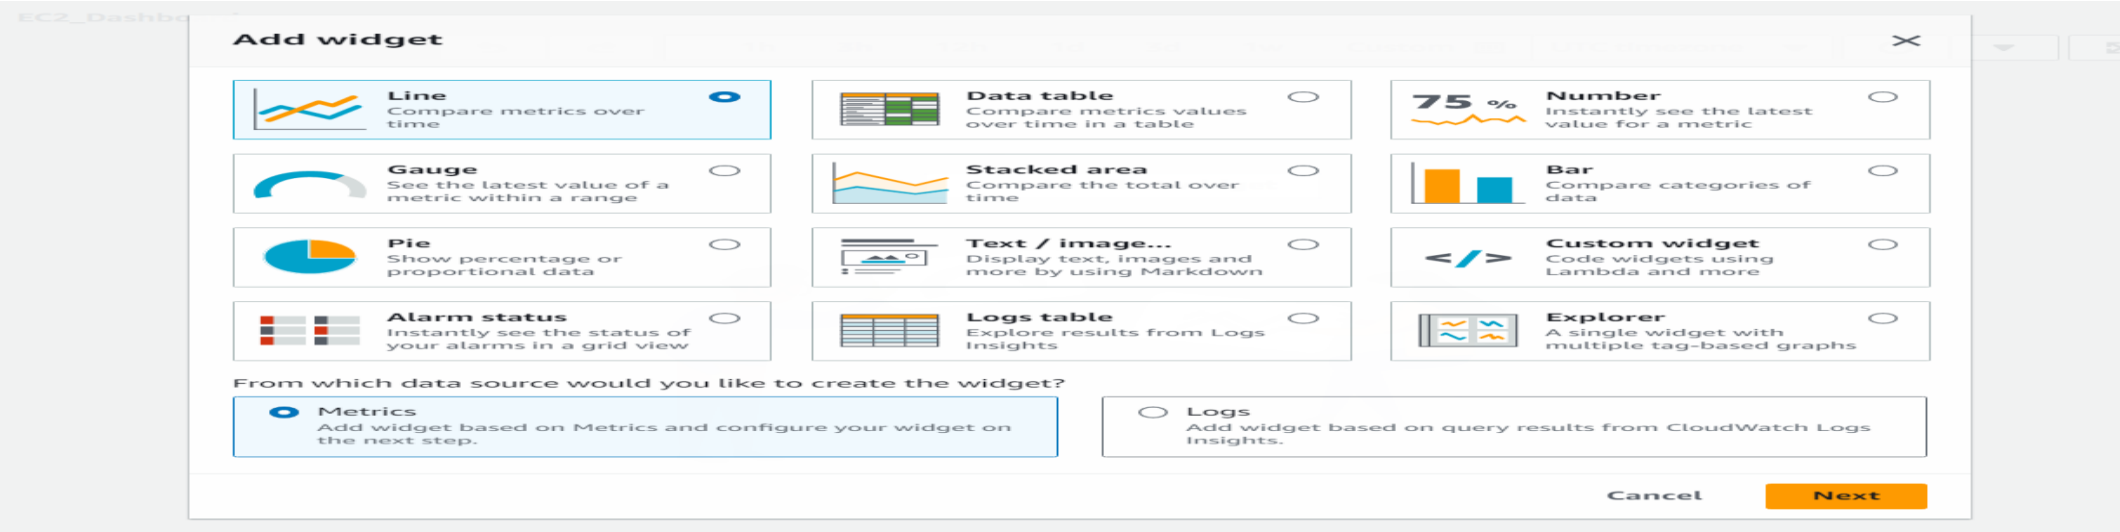 EC2_Dashbo
Add widget
Line
Compare metrics over
time
Data table
Compare metrics values
over time in a table
75 %
Number
Instantly see the latest
value for a metric
Gauge
See the latest value of a
metric within a range
Stacked area
Compare the total over
time
Bar
Compare categories of
data
Pie
Show percentage or
proportional data
Text / image...
Display text, images and
more by using Markdown
</>
Custom widget
Code widgets using
Lambda and more
Alarm status
Instantly see the status of
your alarms in a grid view
Logs table
Explore results from Logs
Insights
Explorer
A single widget with
multiple tag-based graphs
From which data source would you like to create the widget?
Metrics
Add widget based on Metrics and configure your widget on
the next step.
Logs
Add widget based on query results from CloudWatch Logs
Insights.
Cancel
Next